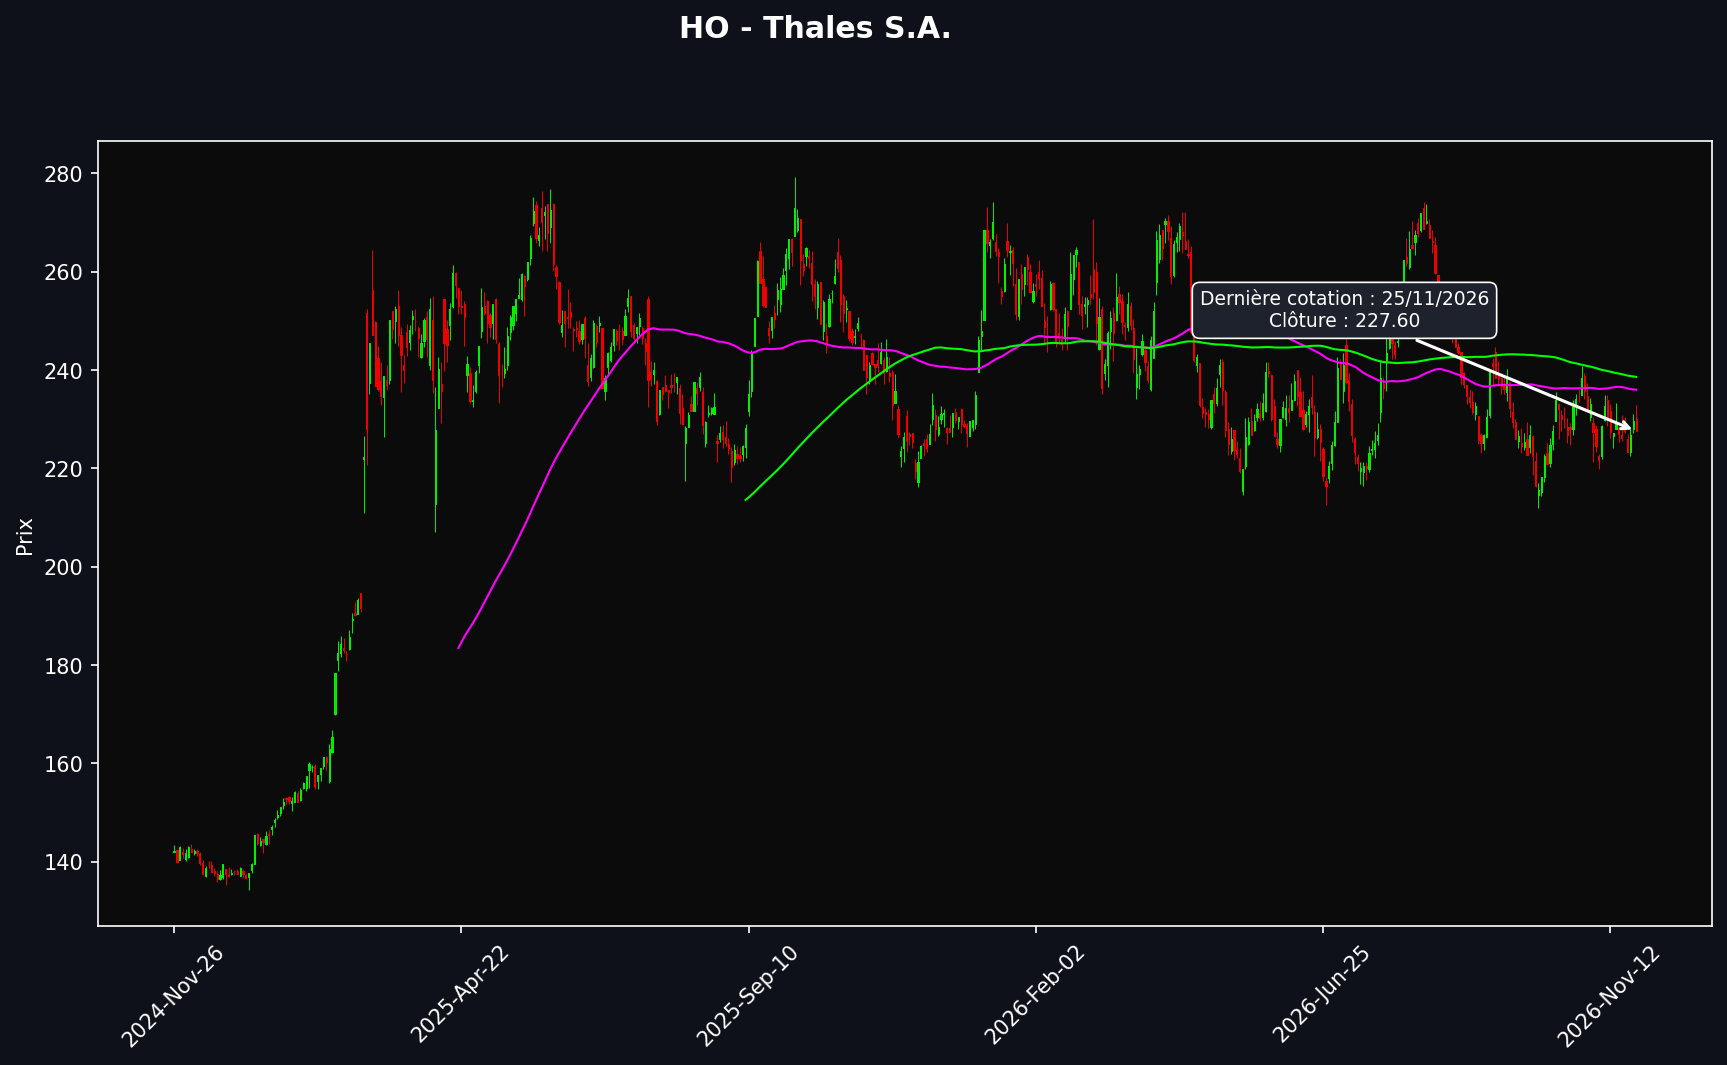 HO - Thales S.A.
280
260
240
220
200
180
160
140
Prix
Dernière cotation : 25/11/2026
Clôture : 227.60
2024-Nov-26
2025-Apr-22
2025-Sep-10
2026-Feb-02
2026-Jun-25
2026-Nov-12